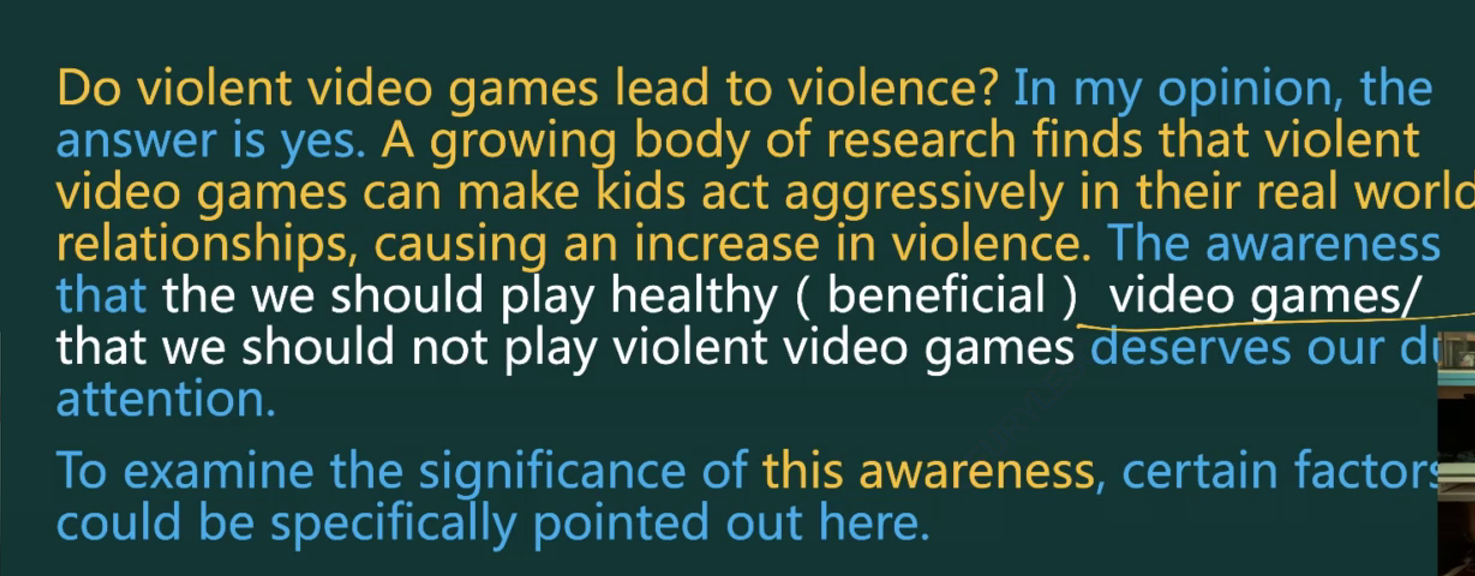 Do violent video games lead to violence? In my opinion, the
answer is yes. A growing body of research finds that violent
video games can make kids act aggressively in their real world
relationships, causing an increase in violence. The awareness
that the we should play healthy ( beneficial ) video games/
that we should not play violent video games deserves our
attention.
To examine the significance of this awareness, certain factors
could be specifically pointed out here.